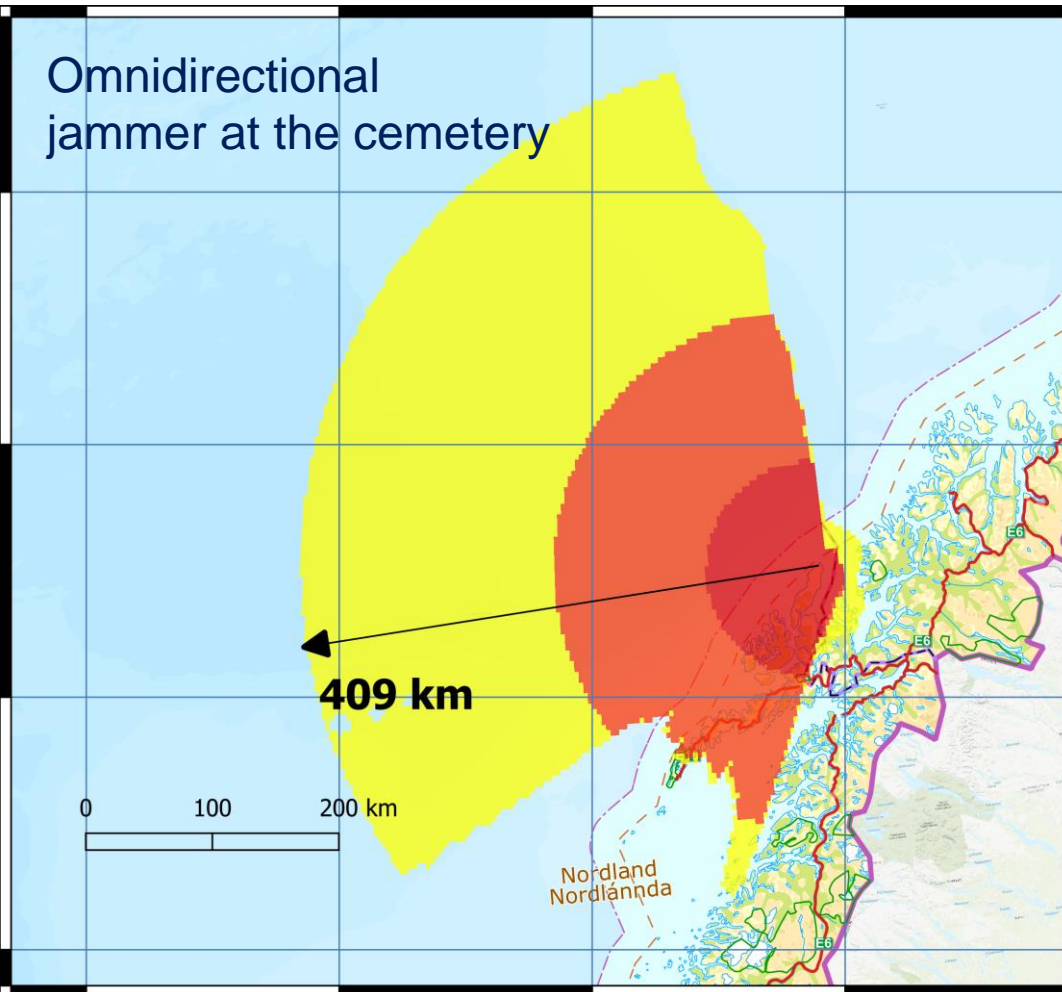 Omnidirectional
jammer at the cemetery
E6
E6
409 km
0 100 200 km
Nordland
Nordlánnda
E6